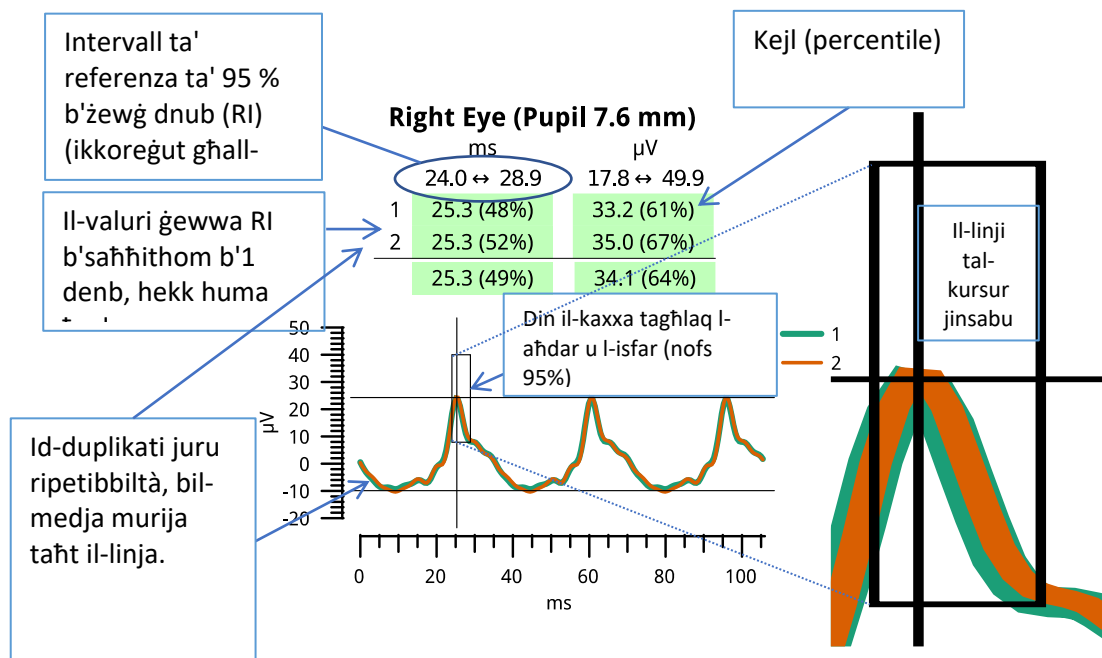 Intervall ta'
referenza ta' 95 %
b'żewġ dnub (RI)
(ikkoreġut għall-
Kejl (percentile)
Right Eye (Pupil 7.6 mm)
ms µV
24.0 ↔ 28.9 17.8 ↔ 49.9
1 25.3 (48%) 33.2 (61%)
2 25.3 (52%) 35.0 (67%)
25.3 (49%) 34.1 (64%)
Il-valuri ġewwa RI
b'saħħithom b'1
denb, hekk huma
Il-linji
tal-
kursur
jinsabu
Din il-kaxxa tagħlaq l-
aħdar u l-isfar (nofs
95%)
1
2
Id-duplikati juru
ripetibbiltà, bil-
medja murija
taħt il-linja.
µV
50
40
30
20
10
0
-10
-20
0 20 40 60 80 100
ms